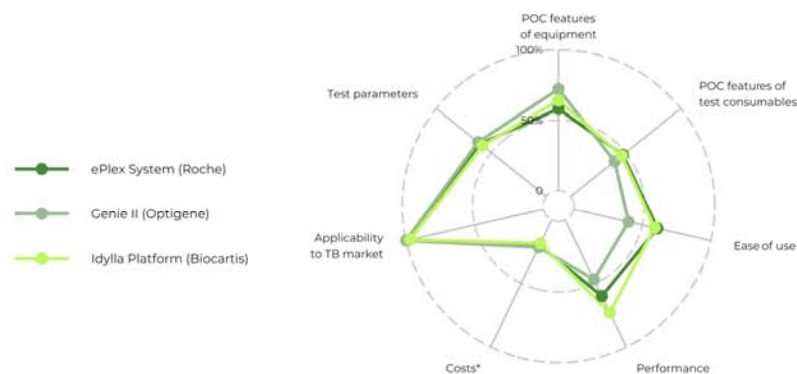 POC features
of equipment
100%
POC features of
test consumables
Test parameters
50%
ePlex System (Roche)
0
Genie II (Optigene)
Applicability
to TB market
Ease of use
Idylla Platform (Biocartis)
Costs*
Performance